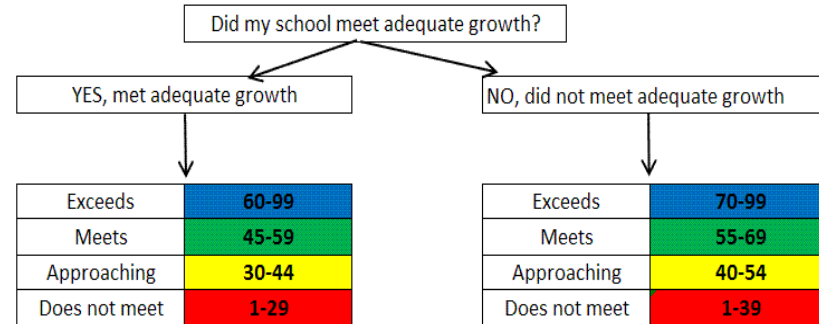 Did my school meet adequate growth?
YES, met adequate growth
NO, did not meet adequate growth
Exceeds 60-99
Meets 45-59
Approaching 30-44
Does not meet 1-29
Exceeds 70-99
Meets 55-69
Approaching 40-54
Does not meet 1-39